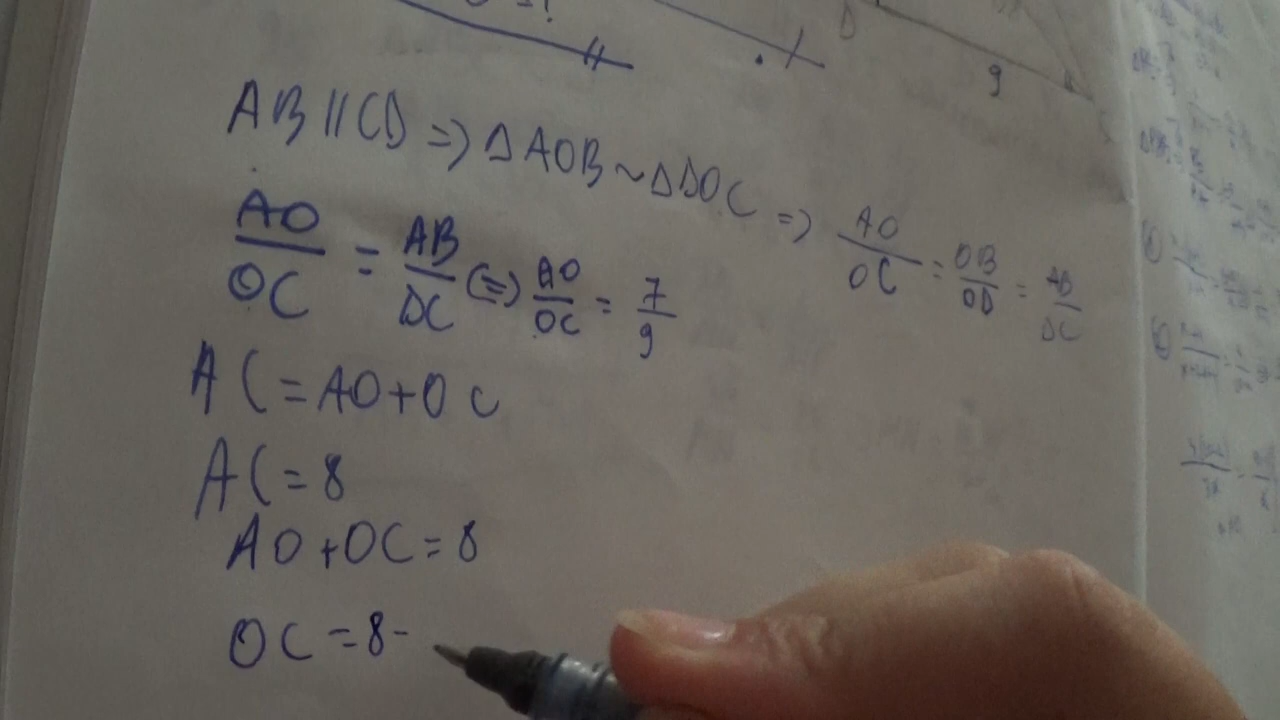 D
9
AB || CD => ΔAOB ~ ΔDOC => AO/OC = OB/OD = AB/DC
AO/OC = AB/DC (=) AO/OC = 7/9
AC = AO + OC
AC = 8
AO + OC = 8
OC = 8 -